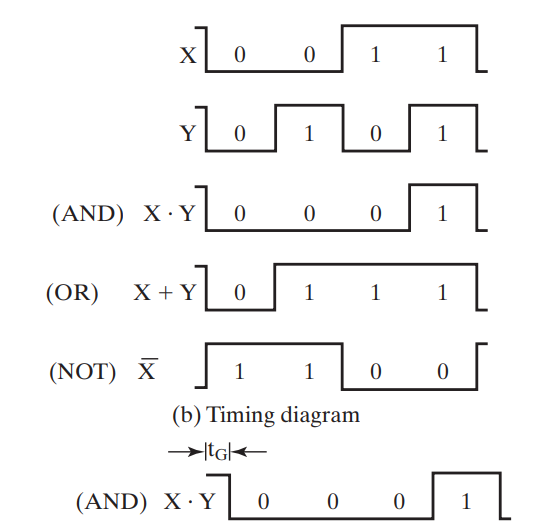 X 0 0 1 1
Y 0 1 0 1
(AND) X · Y 0 0 0 1
(OR) X + Y 0 1 1 1
(NOT) X̅ 1 1 0 0
(b) Timing diagram
tG
(AND) X · Y 0 0 0 1